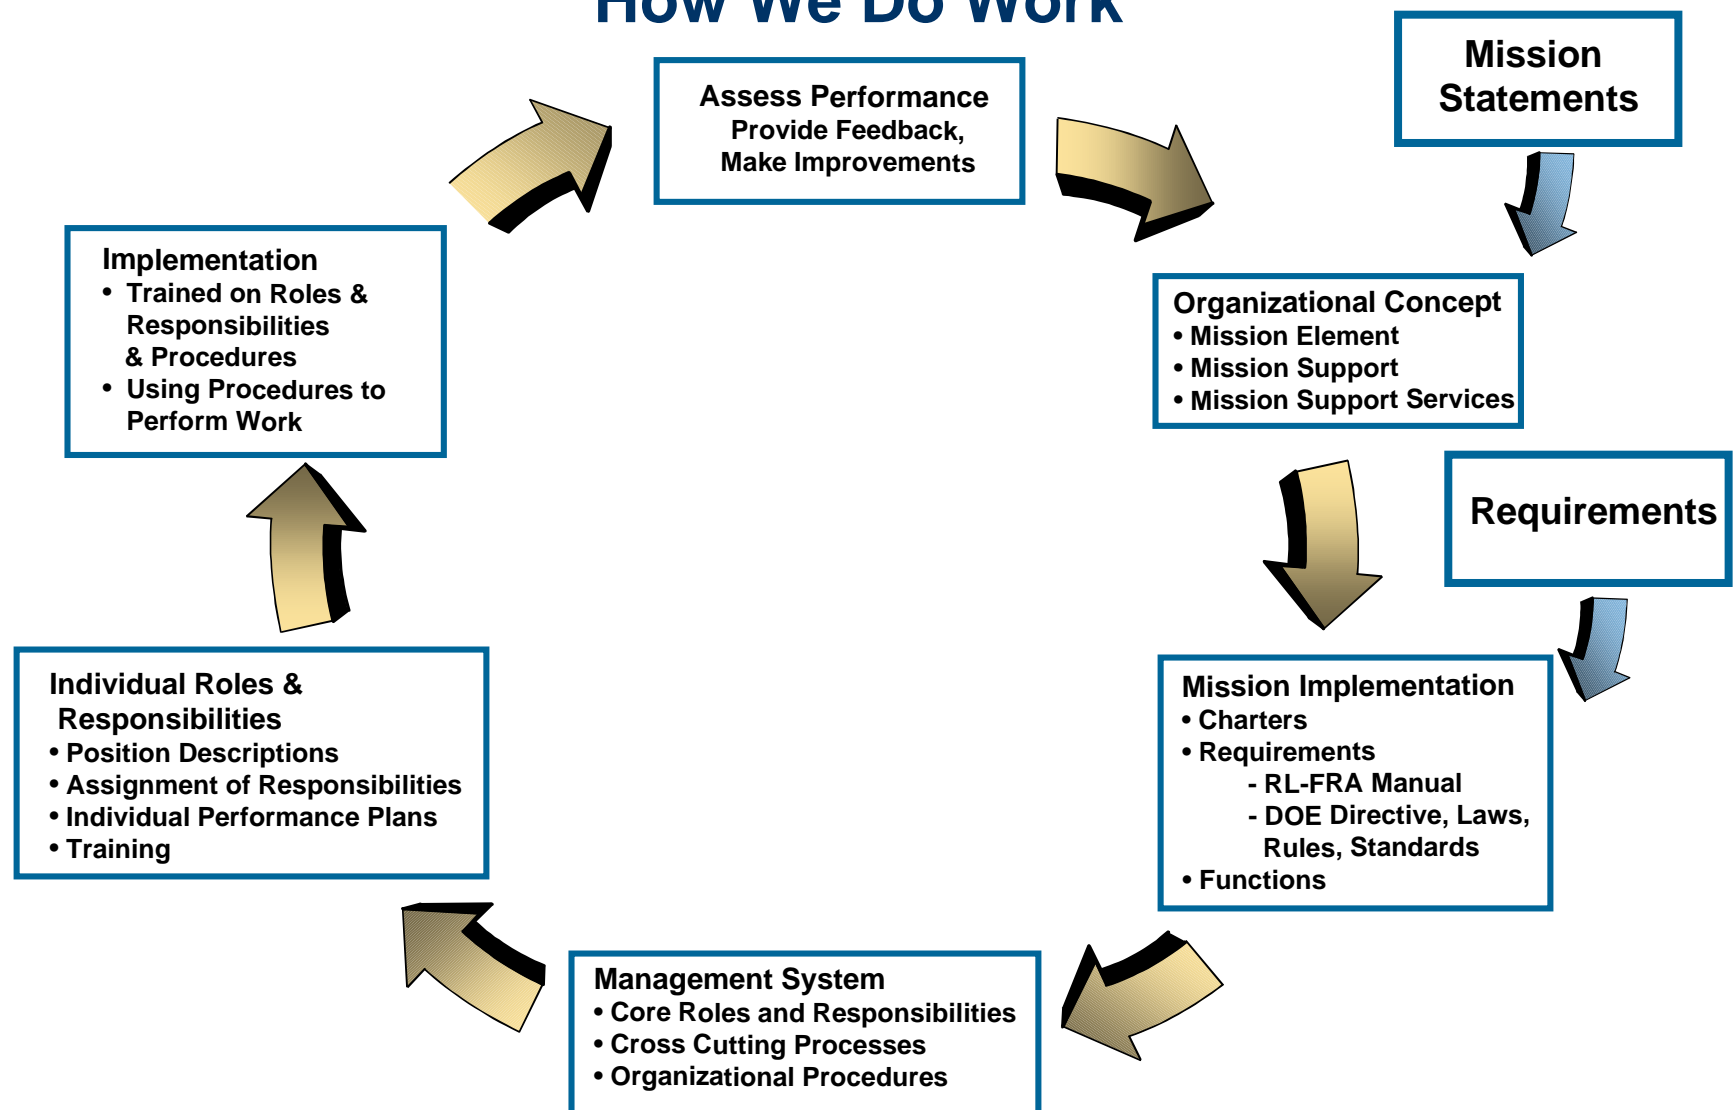 How We Do Work
Mission
Statements
Assess Performance
Provide Feedback,
Make Improvements
Organizational Concept
• Mission Element
• Mission Support
• Mission Support Services
Requirements
Mission Implementation
• Charters
• Requirements
- RL-FRA Manual
- DOE Directive, Laws,
Rules, Standards
• Functions
Management System
• Core Roles and Responsibilities
• Cross Cutting Processes
• Organizational Procedures
Individual Roles &
Responsibilities
• Position Descriptions
• Assignment of Responsibilities
• Individual Performance Plans
• Training
Implementation
• Trained on Roles &
Responsibilities
& Procedures
• Using Procedures to
Perform Work